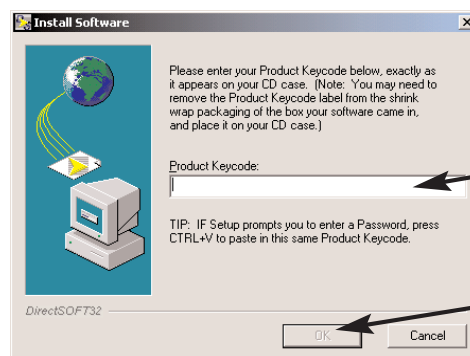 Install Software
Please enter your Product Keycode below, exactly as
it appears on your CD case. (Note: You may need to
remove the Product Keycode label from the shrink
wrap packaging of the box your software came in,
and place it on your CD case.)
Product Keycode:
TIP: IF Setup prompts you to enter a Password, press
CTRL+V to paste in this same Product Keycode.
DirectSOFT32
OK
Cancel